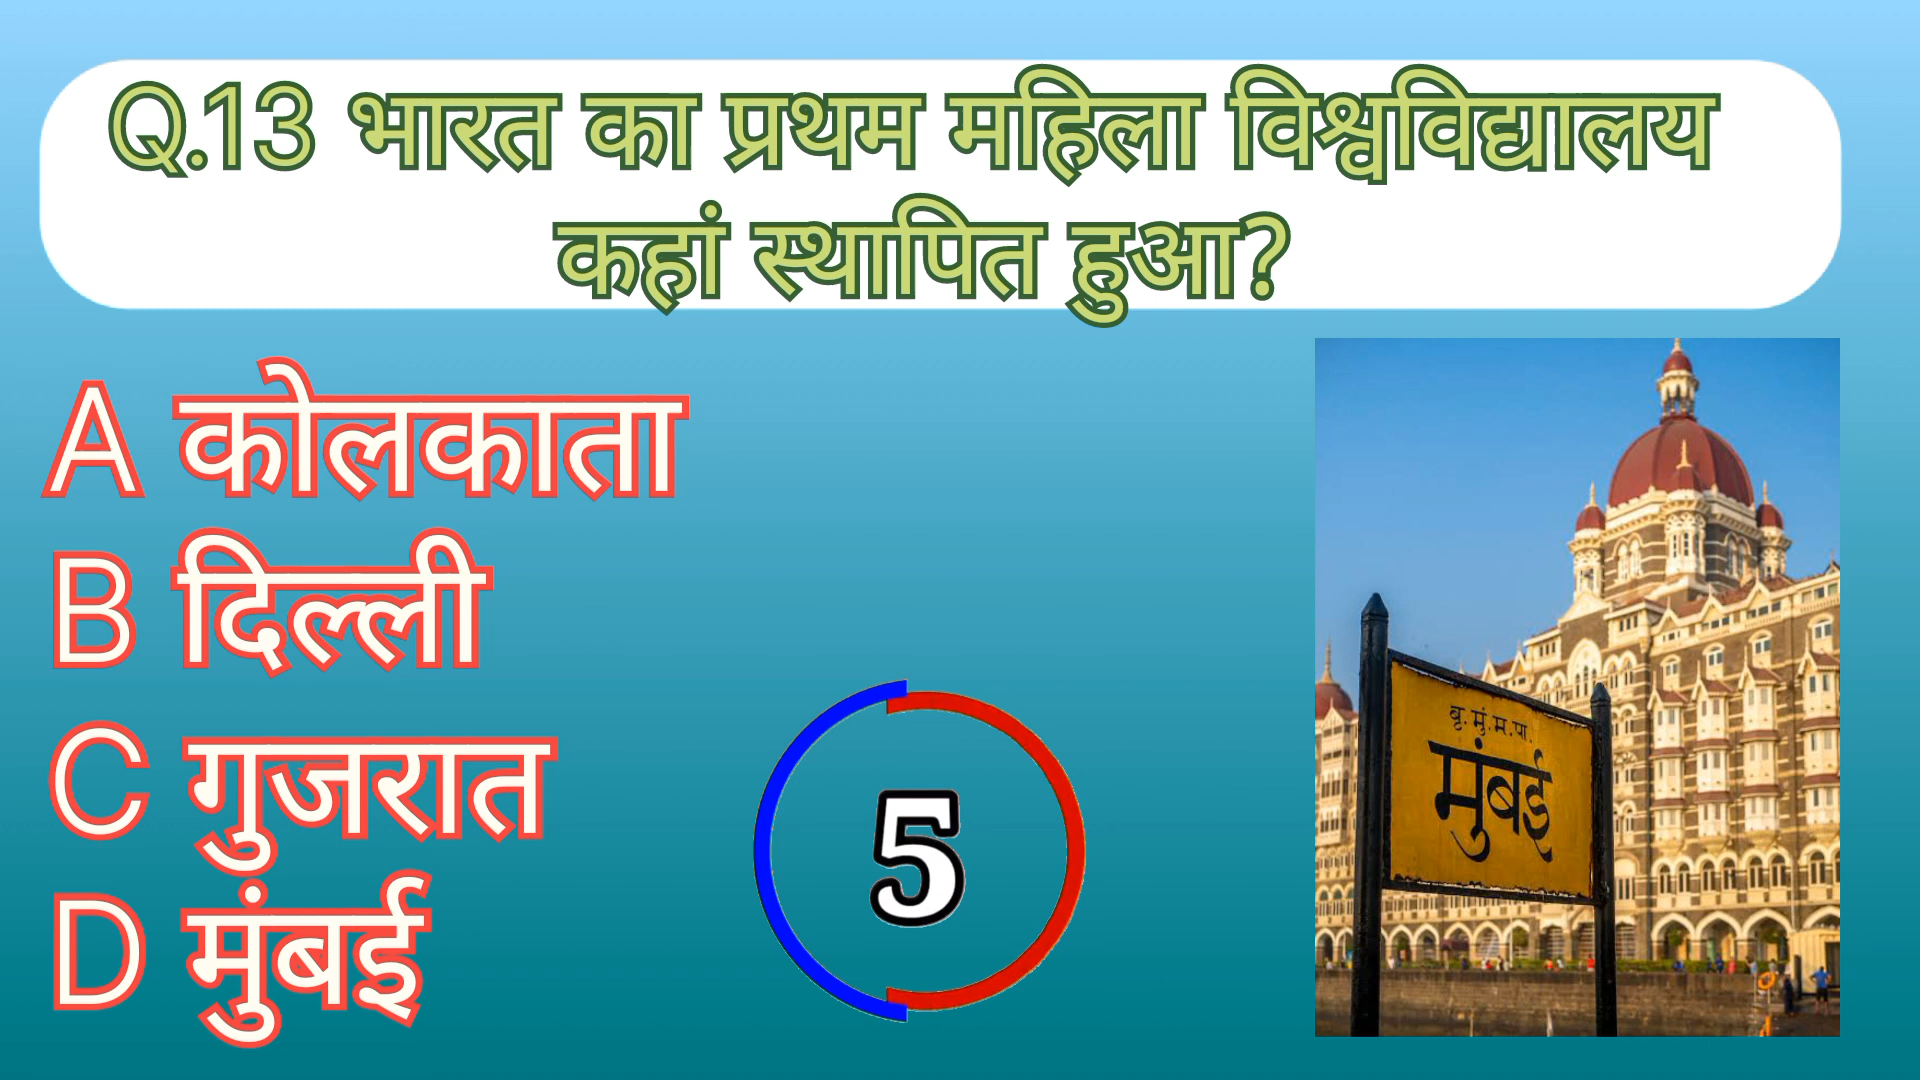 Q.13 भारत का प्रथम महिला विश्वविद्यालय
कहां स्थापित हुआ?
A कोलकाता
B दिल्ली
C गुजरात
D मुंबई
5
बृ.मुं.म.पा.
मुंबई